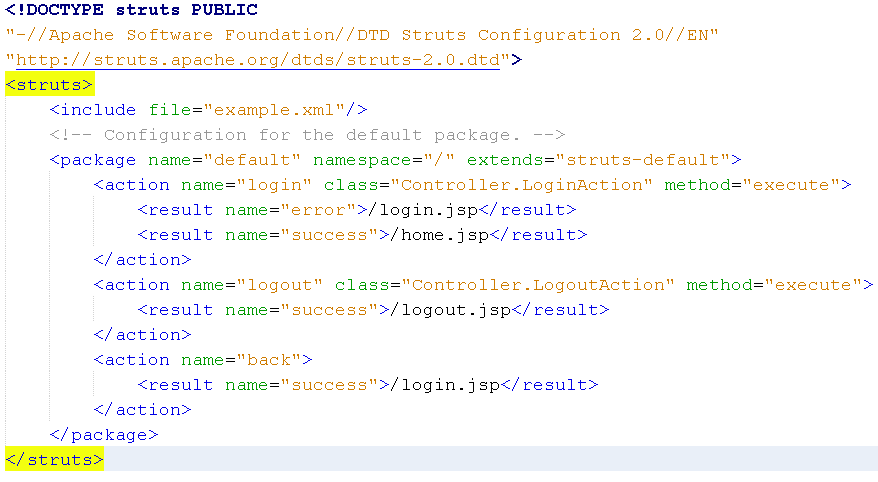 <!DOCTYPE struts PUBLIC
"-//Apache Software Foundation//DTD Struts Configuration 2.0//EN"
"http://struts.apache.org/dtds/struts-2.0.dtd">
<struts>
    <include file="example.xml"/>
    <!-- Configuration for the default package. -->
    <package name="default" namespace="/" extends="struts-default">
        <action name="login" class="Controller.LoginAction" method="execute">
            <result name="error">/login.jsp</result>
            <result name="success">/home.jsp</result>
        </action>
        <action name="logout" class="Controller.LogoutAction" method="execute">
            <result name="success">/logout.jsp</result>
        </action>
        <action name="back">
            <result name="success">/login.jsp</result>
        </action>
    </package>
</struts>